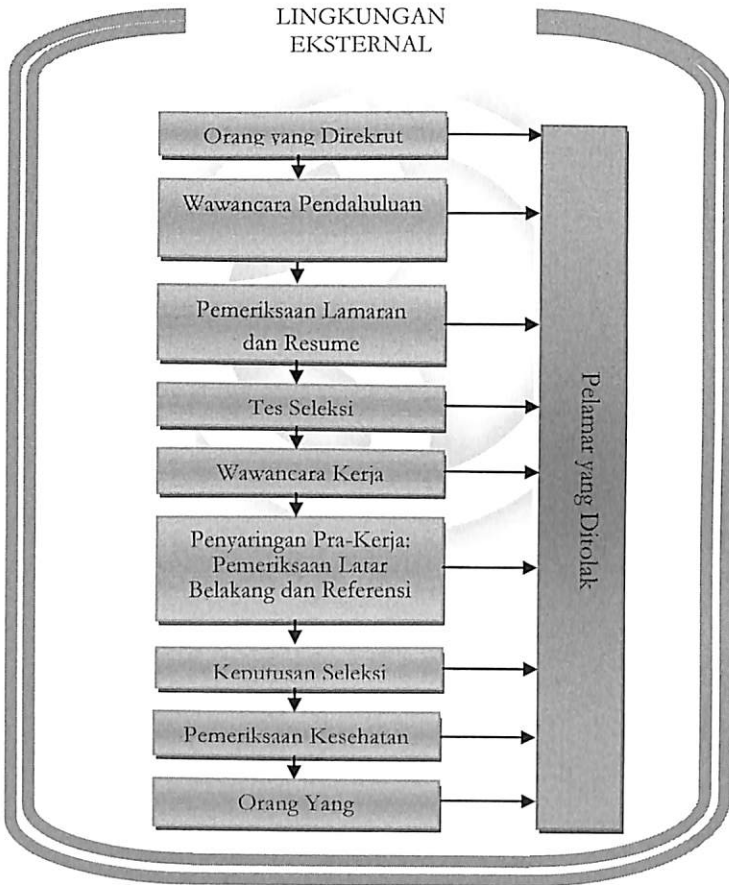 LINGKUNGAN
EKSTERNAL
Orang yang Direkrut
Wawancara Pendahuluan
Pemeriksaan Lamaran
dan Resume
Tes Seleksi
Wawancara Kerja
Penyaringan Pra-Kerja:
Pemeriksaan Latar
Belakang dan Referensi
Keputusan Seleksi
Pemeriksaan Kesehatan
Orang Yang
Pelamar yang Ditolak